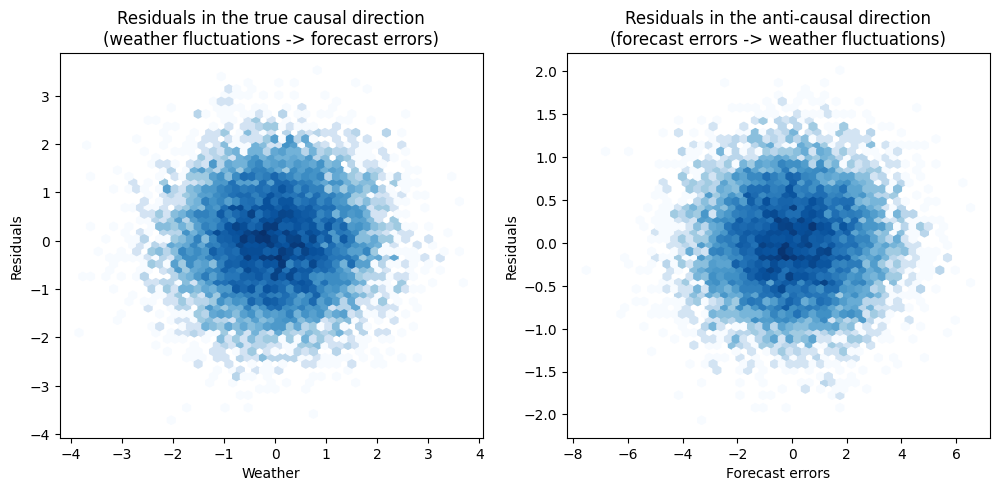 Residuals in the true causal direction
(weather fluctuations -> forecast errors)
Residuals
3
2
1
0
−1
−2
−3
−4
−4 −3 −2 −1 0 1 2 3 4
Weather
Residuals in the anti-causal direction
(forecast errors -> weather fluctuations)
Residuals
2.0
1.5
1.0
0.5
0.0
−0.5
−1.0
−1.5
−2.0
−8 −6 −4 −2 0 2 4 6
Forecast errors